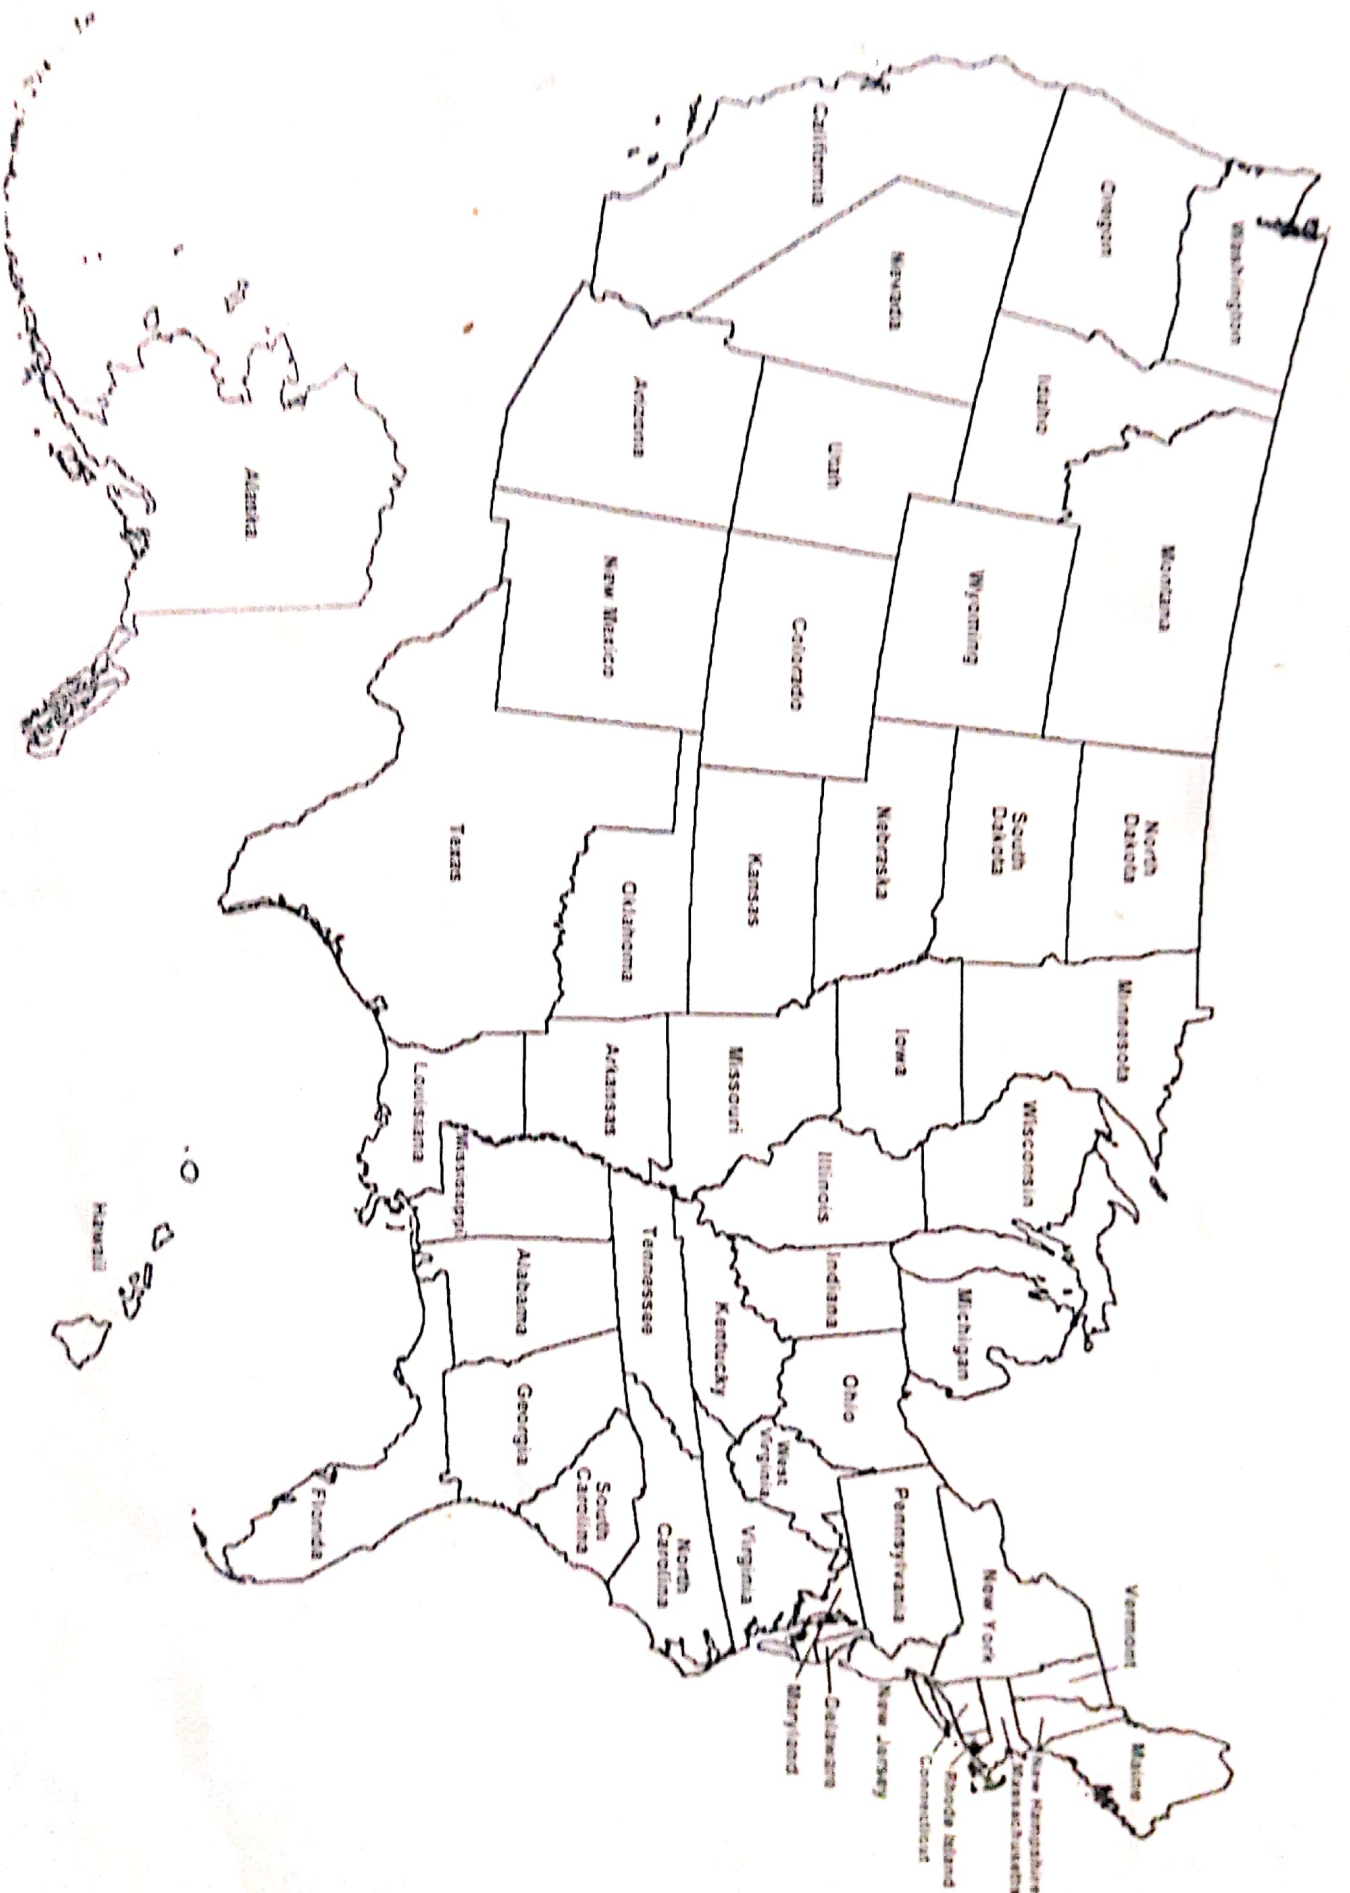 Washington
Oregon
California
Nevada
Idaho
Montana
Wyoming
Utah
Arizona
Colorado
New Mexico
North
Dakota
South
Dakota
Nebraska
Kansas
Oklahoma
Texas
Minnesota
Iowa
Missouri
Arkansas
Louisiana
Wisconsin
Illinois
Mississippi
Michigan
Indiana
Kentucky
Tennessee
Alabama
Ohio
Georgia
Florida
West
Virginia
Virginia
North
Carolina
South
Carolina
Pennsylvania
New York
Vermont
Maine
New Hampshire
Massachusetts
Rhode Island
Connecticut
New Jersey
Delaware
Maryland
Alaska
Hawaii